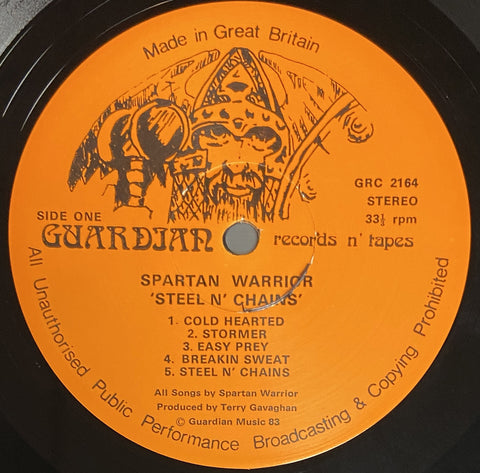 Made in Great Britain
GRC 2164
STEREO
33⅓ rpm
SIDE ONE
GUARDIAN records n' tapes
SPARTAN WARRIOR
'STEEL N' CHAINS'
1. COLD HEARTED
2. STORMER
3. EASY PREY
4. BREAKIN SWEAT
5. STEEL N' CHAINS
All Songs by Spartan Warrior
Produced by Terry Gavaghan
© Guardian Music 83
All Unauthorised Public Performance Broadcasting & Copying Prohibited